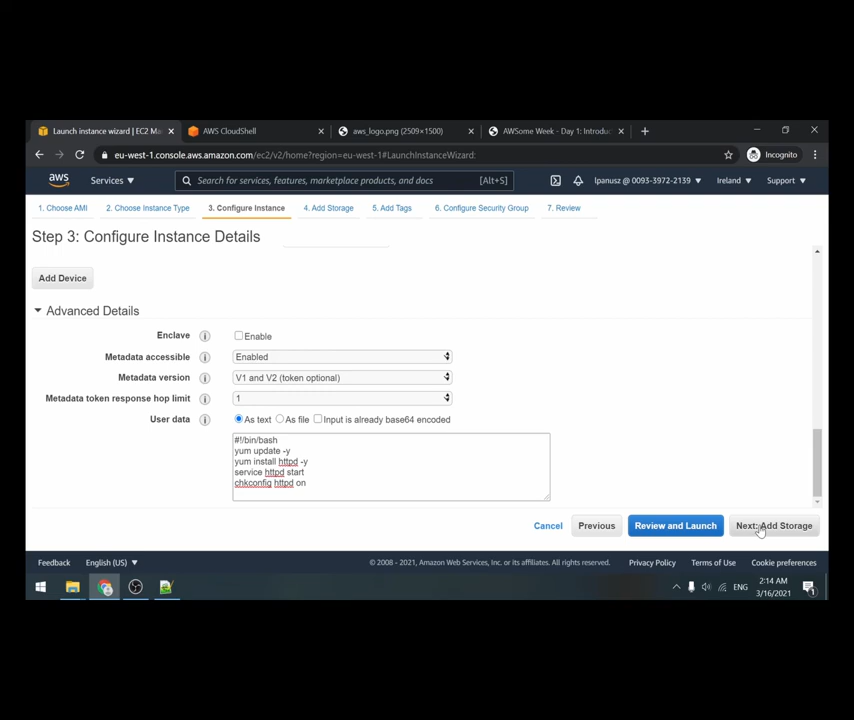 Launch instance wizard | EC2 Ma
AWS CloudShell
aws_logo.png (2509×1500)
AWSome Week - Day 1: Introduc
eu-west-1.console.aws.amazon.com/ec2/v2/home?region=eu-west-1#LaunchInstanceWizard:
Incognito
aws
Services
Search for services, features, marketplace products, and docs
[Alt+S]
lpanusz @ 0093-3972-2139
Ireland
Support
1. Choose AMI
2. Choose Instance Type
3. Configure Instance
4. Add Storage
5. Add Tags
6. Configure Security Group
7. Review
Step 3: Configure Instance Details
Add Device
Advanced Details
Enclave
Enable
Metadata accessible
Enabled
Metadata version
V1 and V2 (token optional)
Metadata token response hop limit
1
User data
As text
As file
Input is already base64 encoded
#!/bin/bash
yum update -y
yum install httpd -y
service httpd start
chkconfig httpd on
Cancel
Previous
Review and Launch
Next: Add Storage
Feedback
English (US)
© 2008 - 2021, Amazon Web Services, Inc. or its affiliates. All rights reserved.
Privacy Policy
Terms of Use
Cookie preferences
ENG
2:14 AM
3/16/2021
1